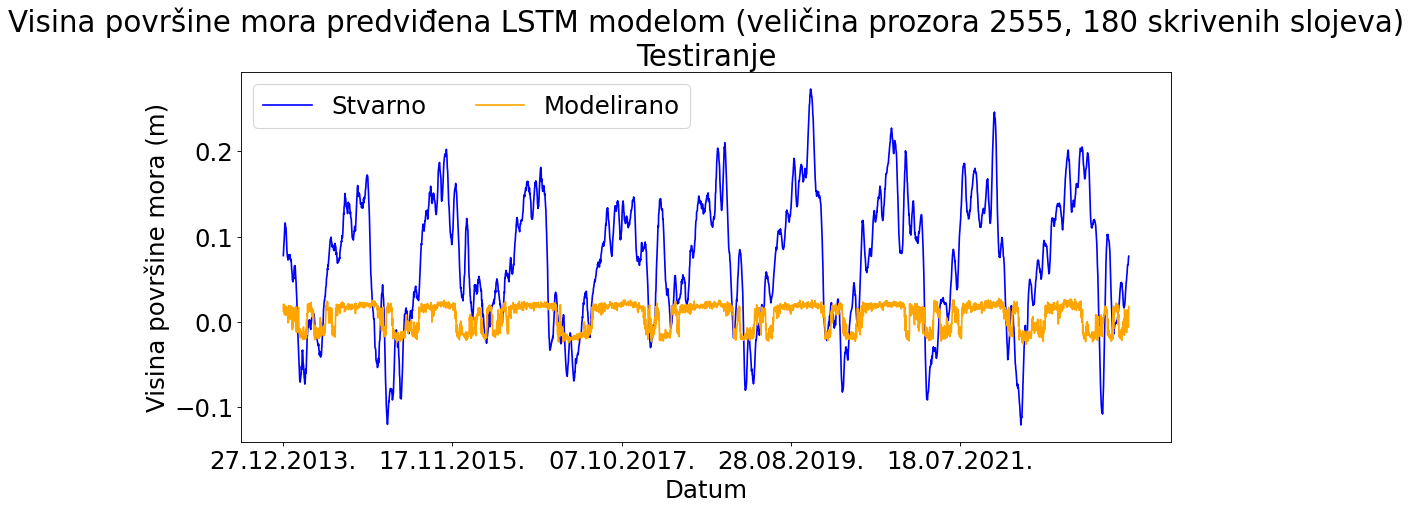 Visina površine mora predviđena LSTM modelom (veličina prozora 2555, 180 skrivenih slojeva)
Testiranje
Stvarno
Modelirano
Visina površine mora (m)
0.2
0.1
0.0
−0.1
27.12.2013.
17.11.2015.
07.10.2017.
28.08.2019.
18.07.2021.
Datum